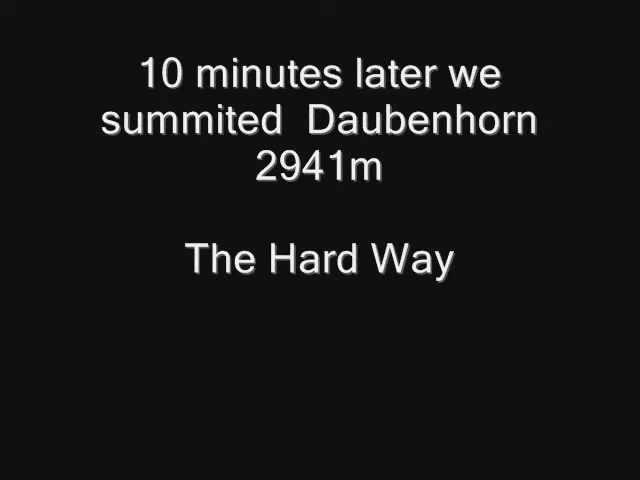 10 minutes later we
summited  Daubenhorn
2941m
The Hard Way